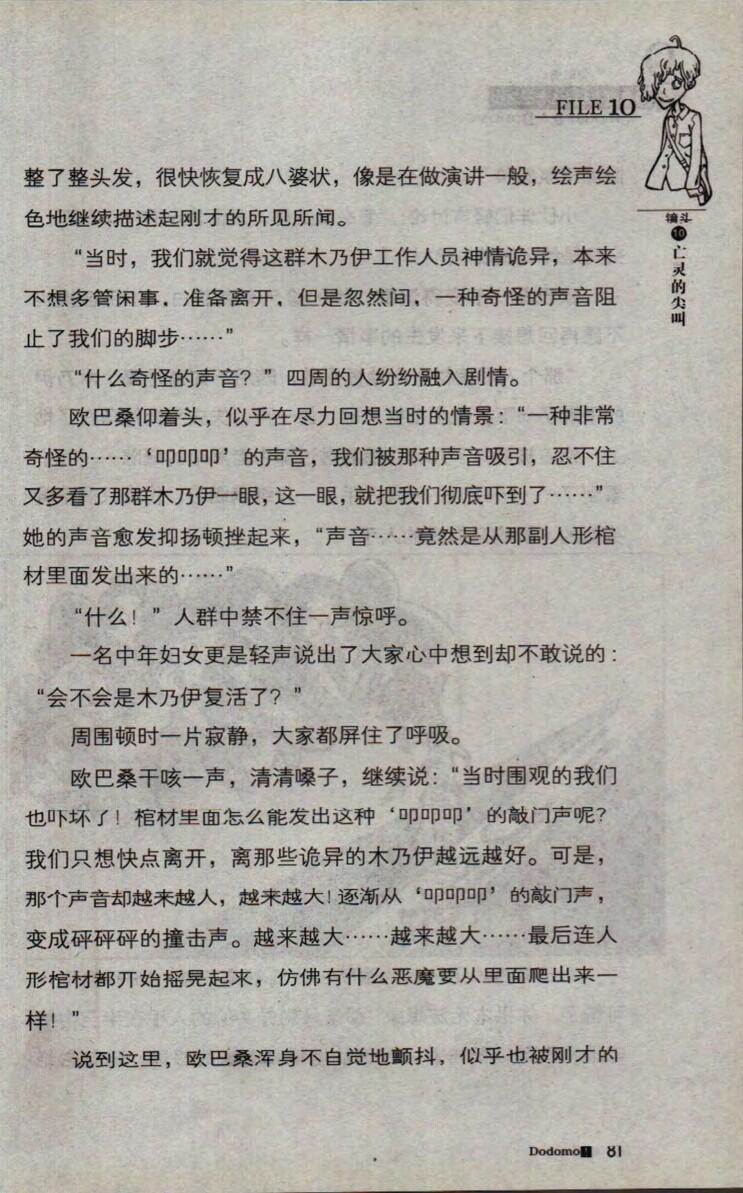 FILE 10
镜头
10
亡灵的尖叫
整了整头发，很快恢复成八婆状，像是在做演讲一般，绘声绘
色地继续描述起刚才的所见所闻。
“当时，我们就觉得这群木乃伊工作人员神情诡异，本来
不想多管闲事，准备离开，但是忽然间，一种奇怪的声音阻
止了我们的脚步……”
“什么奇怪的声音？”四周的人纷纷融入剧情。
欧巴桑仰着头，似乎在尽力回想当时的情景：“一种非常
奇怪的……‘叩叩叩’的声音，我们被那种声音吸引，忍不住
又多看了那群木乃伊一眼，这一眼，就把我们彻底吓到了……”
她的声音愈发抑扬顿挫起来，“声音……竟然是从那副人形棺
材里面发出来的……”
“什么！”人群中禁不住一声惊呼。
一名中年妇女更是轻声说出了大家心中想到却不敢说的：
“会不会是木乃伊复活了？”
周围顿时一片寂静，大家都屏住了呼吸。
欧巴桑干咳一声，清清嗓子，继续说：“当时围观的我们
也吓坏了！棺材里面怎么能发出这种‘叩叩叩’的敲门声呢？
我们只想快点离开，离那些诡异的木乃伊越远越好。可是，
那个声音却越来越人，越来越大！逐渐从‘叩叩叩’的敲门声，
变成砰砰砰的撞击声。越来越大……越来越大……最后连人
形棺材都开始摇晃起来，仿佛有什么恶魔要从里面爬出来一
样！”
说到这里，欧巴桑浑身不自觉地颤抖，似乎也被刚才的
Dodomo! 81